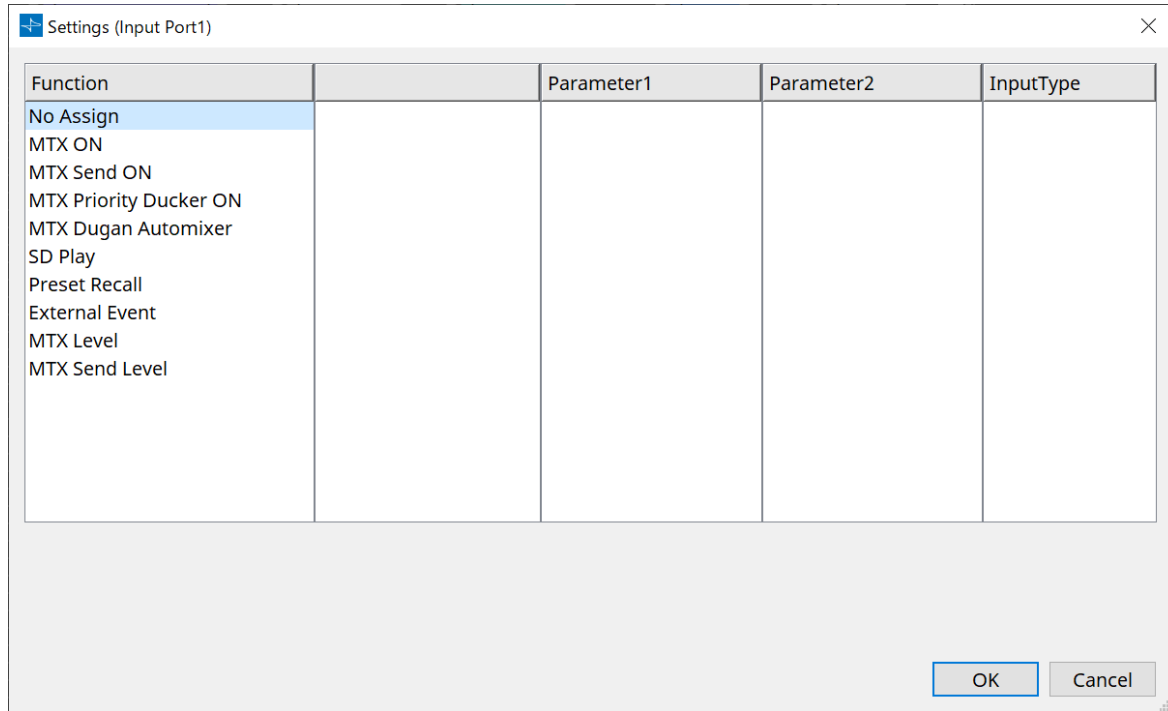 Settings (Input Port1)
Function Parameter1 Parameter2 InputType
No Assign
MTX ON
MTX Send ON
MTX Priority Ducker ON
MTX Dugan Automixer
SD Play
Preset Recall
External Event
MTX Level
MTX Send Level
OK Cancel